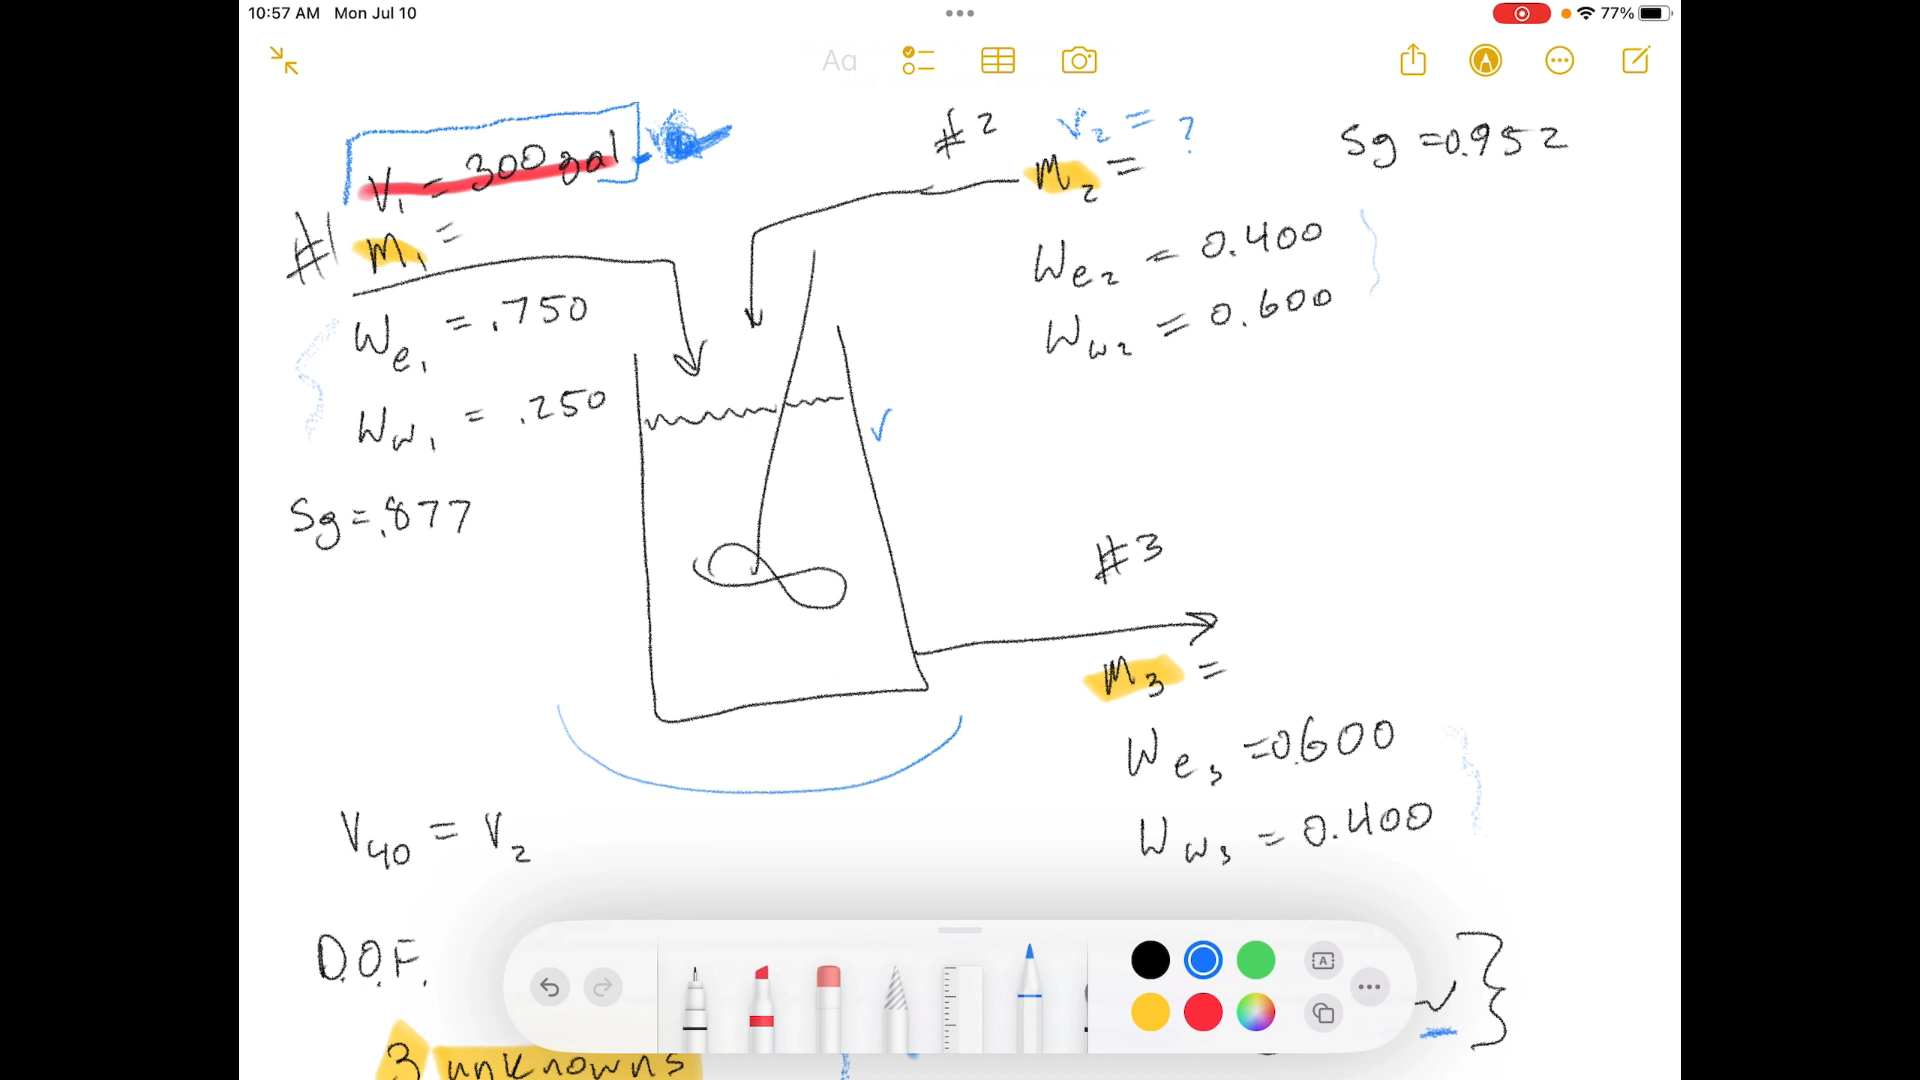 10:57 AM Mon Jul 10
77%
Aa
V₁ = 300 gal
#1
m₁ =
We₁ = .750
Ww₁ = .250
Sg = .877
#2
V₂ = ?
m₂ =
Sg = 0.952
We₂ = 0.400
Ww₂ = 0.600
#3
m₃ =
We₃ = 0.600
Ww₃ = 0.400
V₄₀ = V₂
D.O.F.
3 unknowns
A